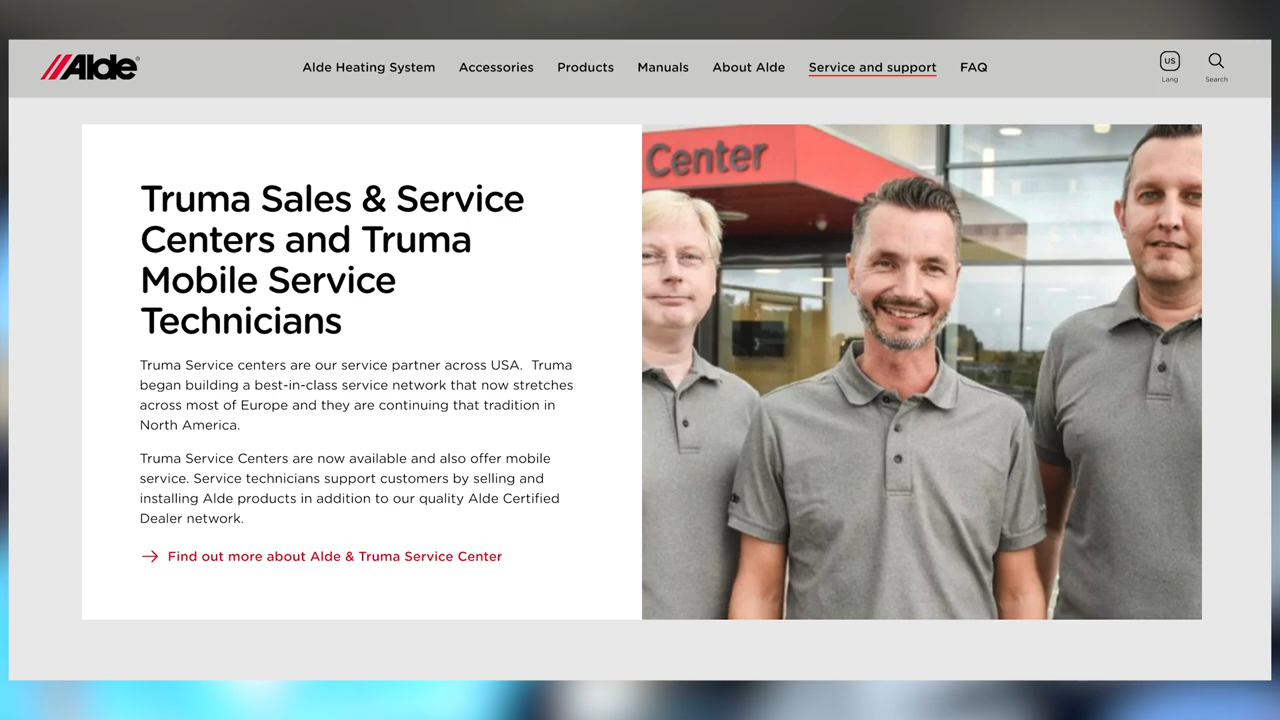 Alde
Alde Heating System Accessories Products Manuals About Alde Service and support FAQ
US
Lang
Search
Truma Sales & Service
Centers and Truma
Mobile Service
Technicians
Truma Service centers are our service partner across USA.  Truma
began building a best-in-class service network that now stretches
across most of Europe and they are continuing that tradition in
North America.
Truma Service Centers are now available and also offer mobile
service. Service technicians support customers by selling and
installing Alde products in addition to our quality Alde Certified
Dealer network.
Find out more about Alde & Truma Service Center
Center